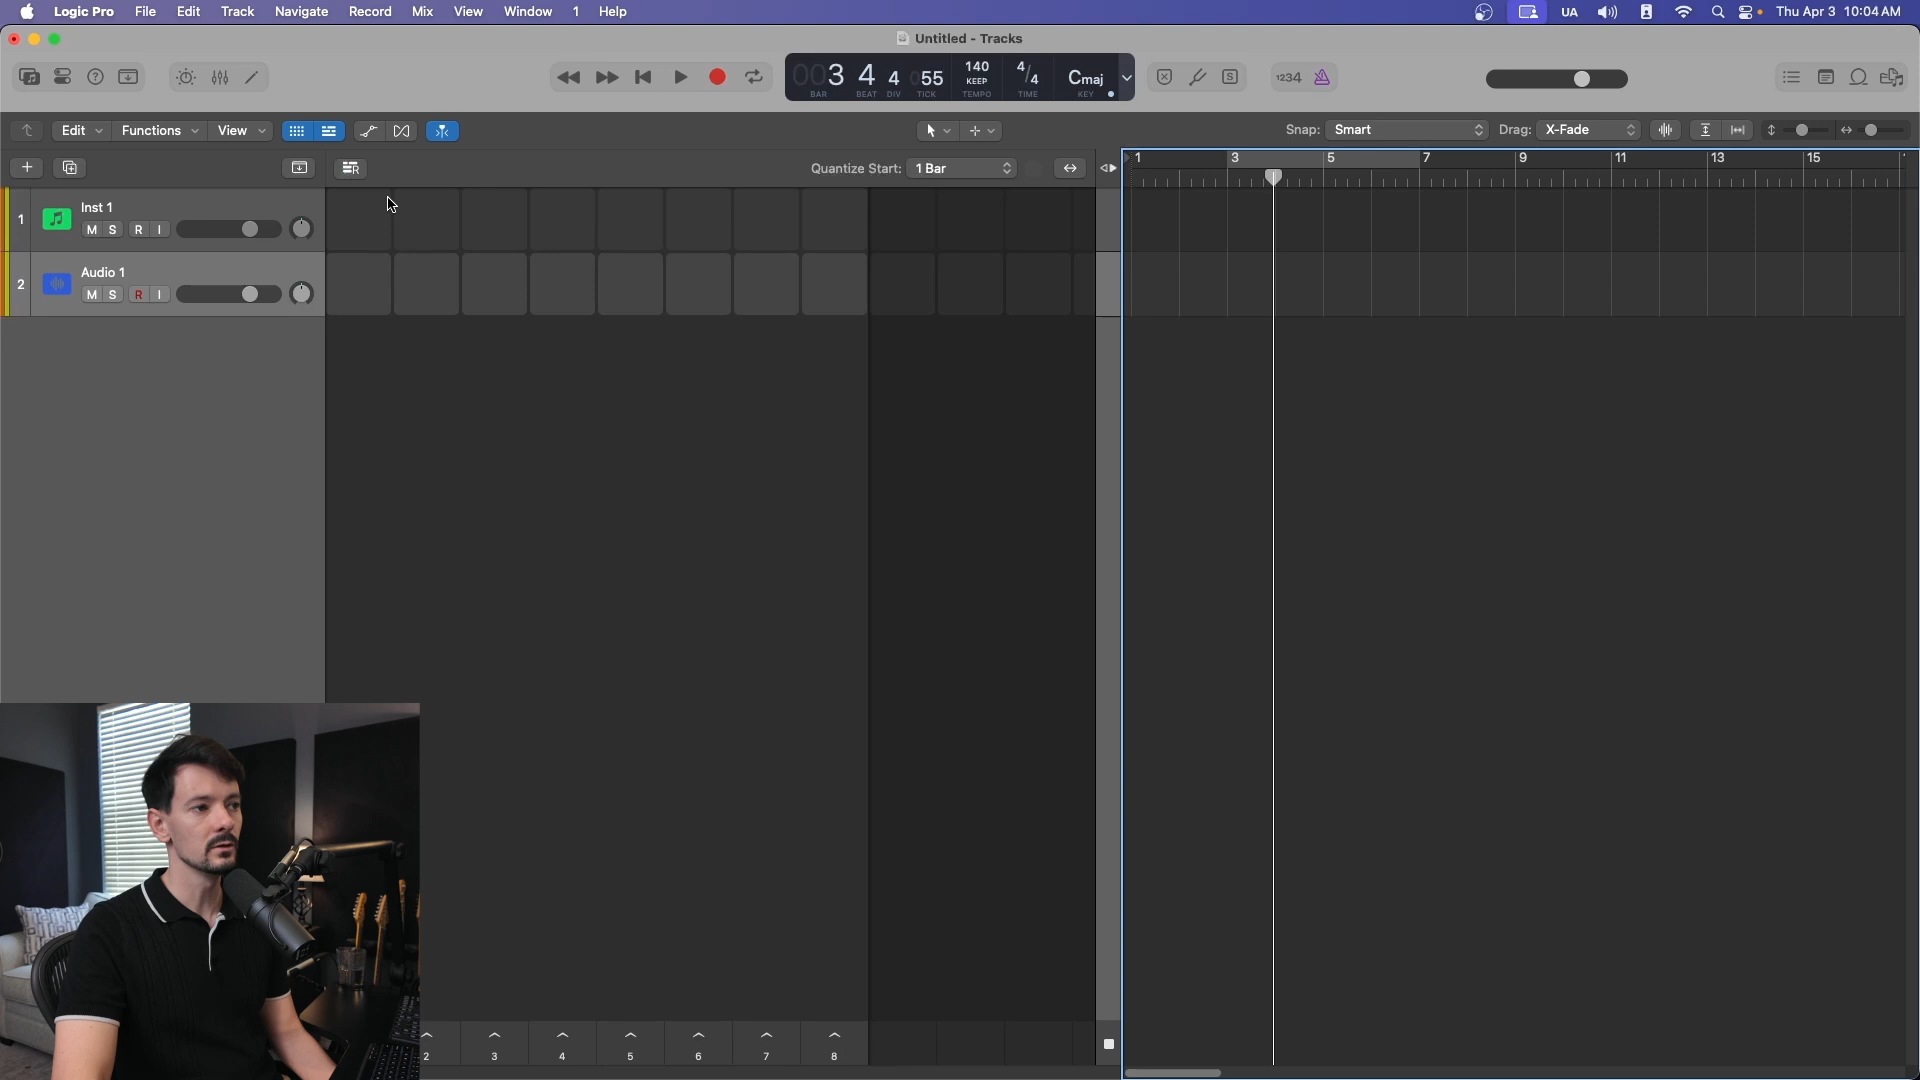 Logic Pro File Edit Track Navigate Record Mix View Window 1 Help UA Thu Apr 3 10:04 AM
Untitled - Tracks
003 4 4 055 140 KEEP 4/4 Cmaj 1234
BAR BEAT DIV TICK TEMPO TIME KEY
S
Edit Functions View Snap: Smart Drag: X-Fade
Quantize Start: 1 Bar
1 3 5 7 9 11 13 15
1 Inst 1
M S R I
2 Audio 1
M S R I
2 3 4 5 6 7 8